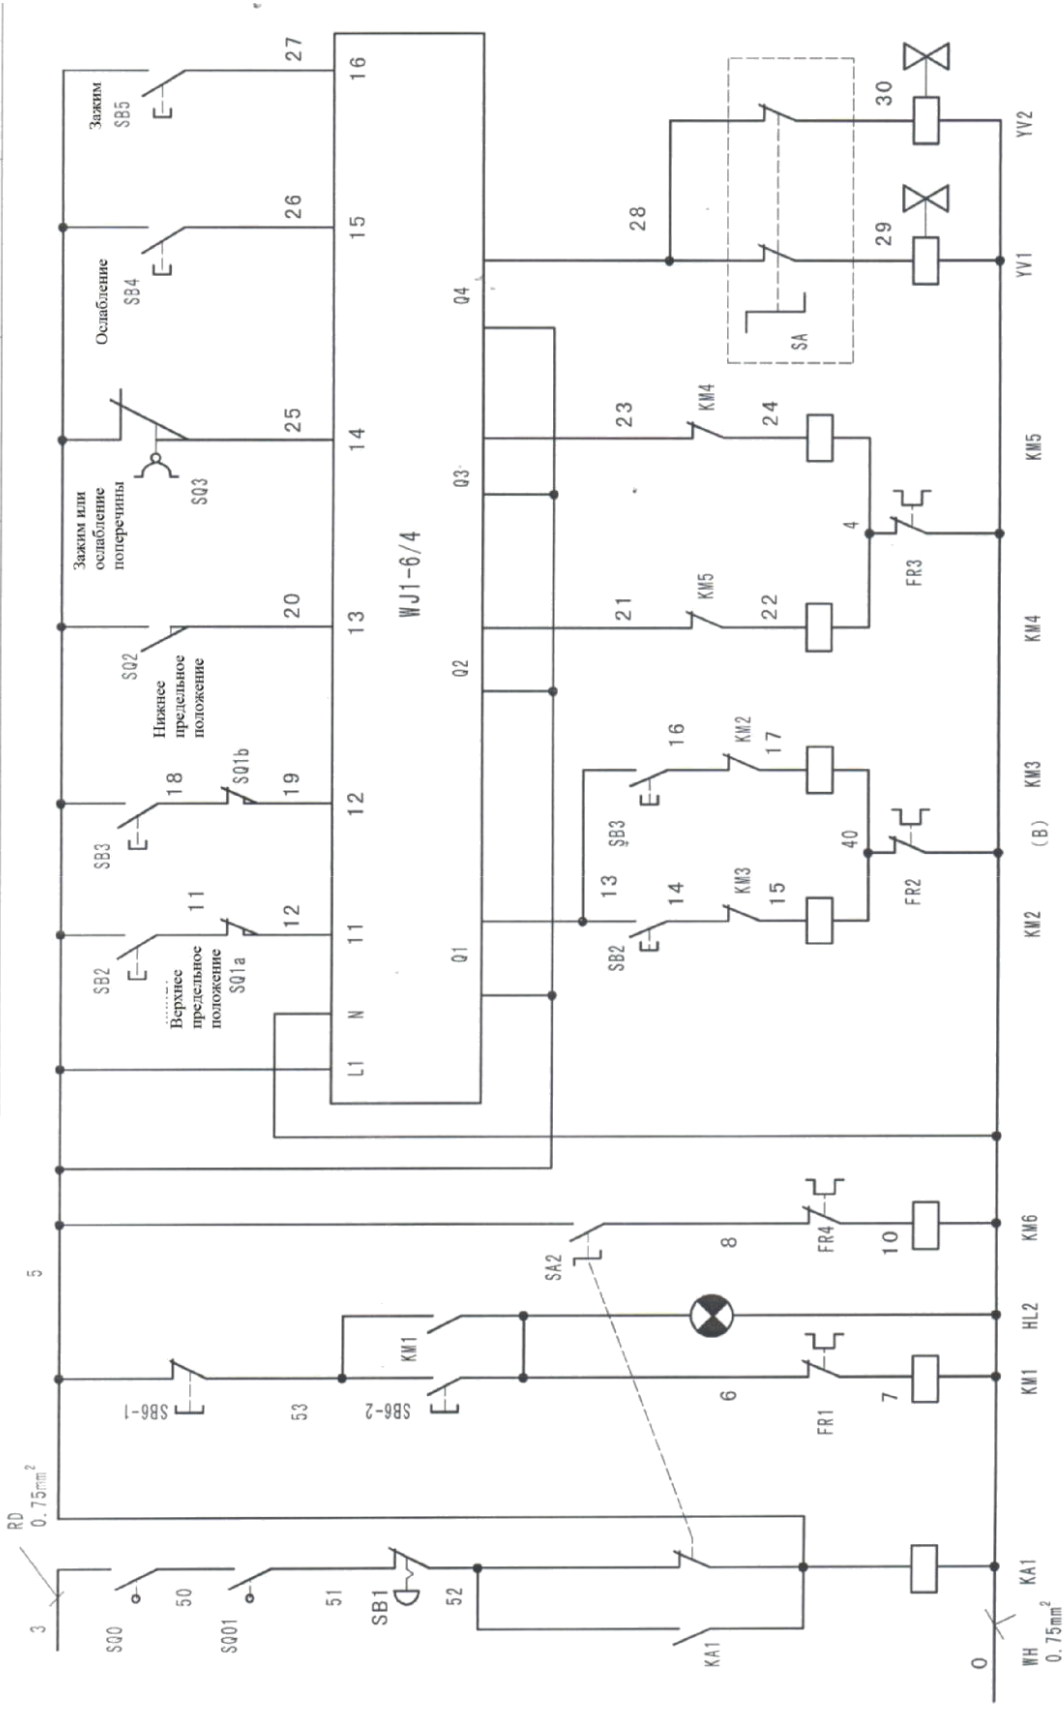 3
RD
0.75mm²
SQ0
50
SQ01
51
SB1
52
KA1
KA1
0
WH
0.75mm²
5
SB6-1
53
SB6-2
KM1
6
FR1
7
KM1
HL2
SA2
8
FR4
10
KM6
L1
N
SB2
11
Верхнее
предельное
положение
SQ1a
12
11
SB3
18
SQ1b
19
12
SQ2
Нижнее
предельное
положение
20
13
Зажим или
ослабление
поперечины
SQ3
25
14
Ослабление
SB4
26
15
Зажим
SB5
27
16
WJ1-6/4
Q1
Q2
Q3
Q4
13
SB2
14
KM3
15
SB3
16
KM2
17
40
FR2
KM2
(B)
KM3
21
KM5
22
23
KM4
24
4
FR3
KM4
KM5
28
SA
29
30
YV1
YV2